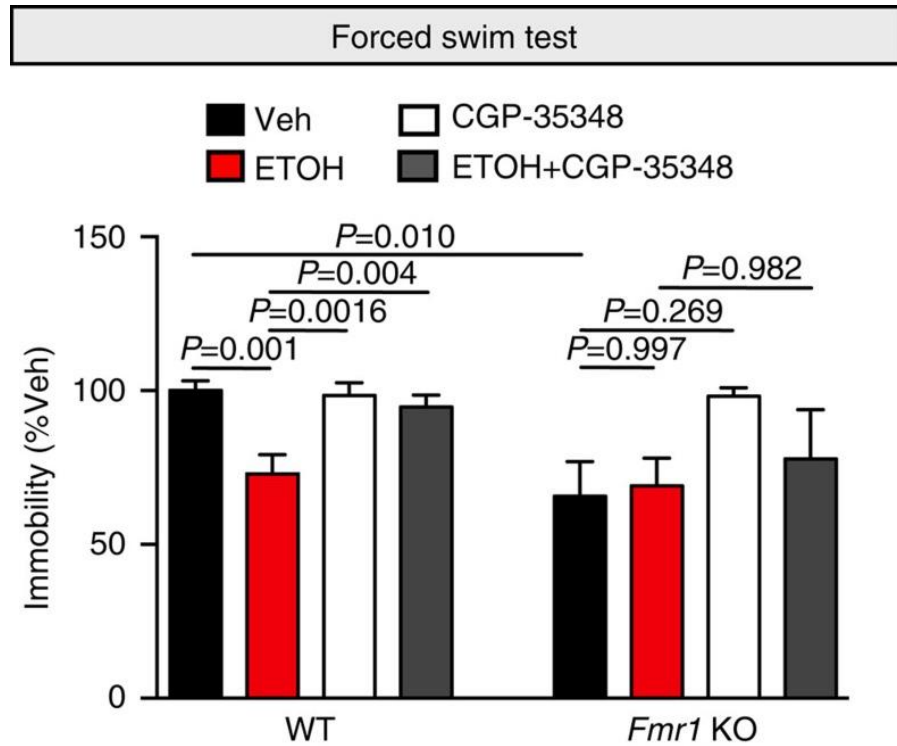 Forced swim test
Veh
CGP-35348
ETOH
ETOH+CGP-35348
Immobility (%Veh)
150
100
50
0
P=0.010
P=0.004
P=0.0016
P=0.001
P=0.982
P=0.269
P=0.997
WT
Fmr1 KO